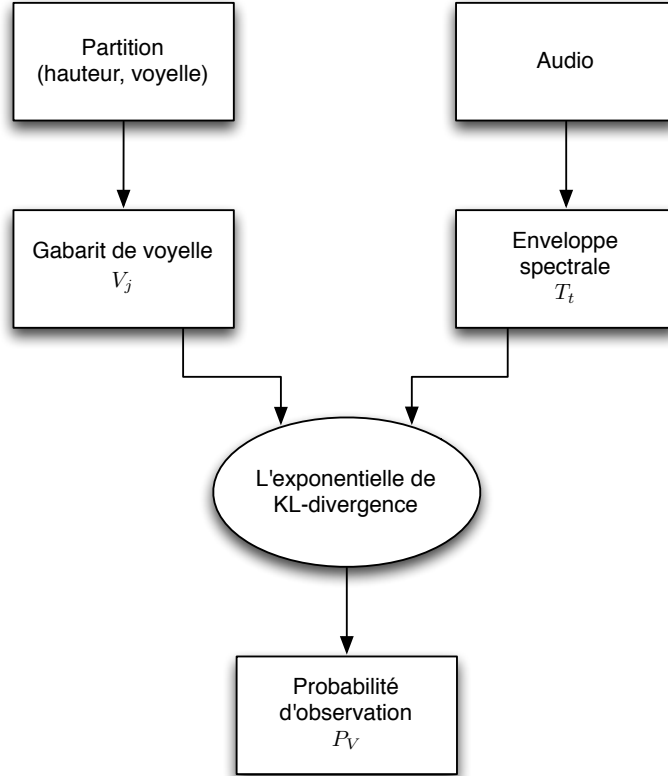 Partition
(hauteur, voyelle)
Audio
Gabarit de voyelle
V_j
Enveloppe
spectrale
T_t
L'exponentielle de
KL-divergence
Probabilité
d'observation
P_V